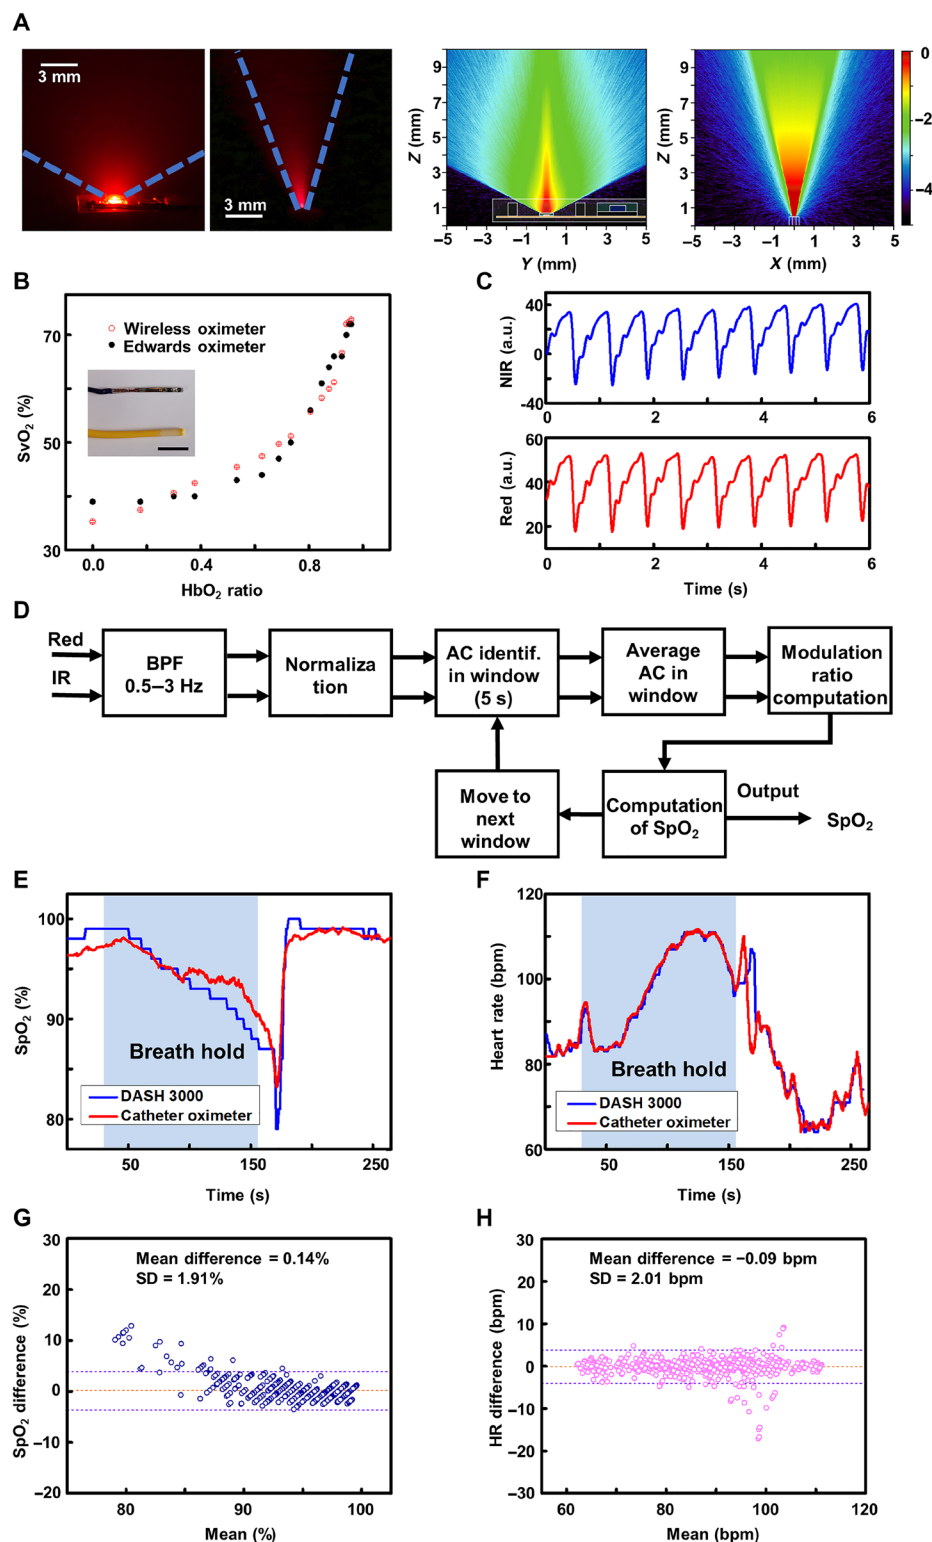 A
3 mm
3 mm
Z (mm)
9
7
5
3
1
−5
−3
−1
1
3
5
Y (mm)
Z (mm)
9
7
5
3
1
−5
−3
−1
1
3
5
X (mm)
0
−2
−4
B
SvO₂ (%)
70
50
30
0.0
0.4
0.8
HbO₂ ratio
Wireless oximeter
Edwards oximeter
C
NIR (a.u.)
40
0
−40
0
2
4
6
Red (a.u.)
60
40
20
0
2
4
6
Time (s)
D
Red
IR
BPF
0.5–3 Hz
Normaliza
tion
AC identif.
in window
(5 s)
Average
AC in
window
Modulation
ratio
computation
Move to
next
window
Computation
of SpO₂
Output
SpO₂
E
SpO₂ (%)
100
90
80
50
150
250
Time (s)
Breath hold
DASH 3000
Catheter oximeter
F
Heart rate (bpm)
120
100
80
60
50
150
250
Time (s)
Breath hold
DASH 3000
Catheter oximeter
G
SpO₂ difference (%)
30
20
10
0
−10
−20
80
90
100
Mean (%)
Mean difference = 0.14%
SD = 1.91%
H
HR difference (bpm)
30
20
10
0
−10
−20
−30
60
80
100
120
Mean (bpm)
Mean difference = −0.09 bpm
SD = 2.01 bpm